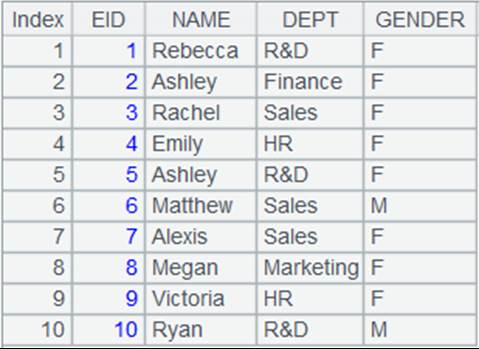 Index EID NAME DEPT GENDER
1 1 Rebecca R&D F
2 2 Ashley Finance F
3 3 Rachel Sales F
4 4 Emily HR F
5 5 Ashley R&D F
6 6 Matthew Sales M
7 7 Alexis Sales F
8 8 Megan Marketing F
9 9 Victoria HR F
10 10 Ryan R&D M